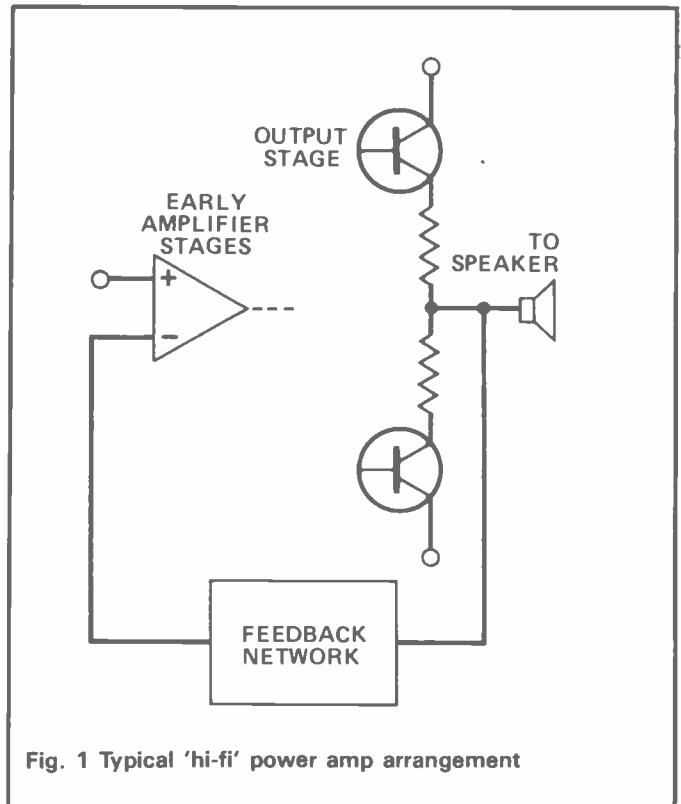 OUTPUT
STAGE
EARLY
AMPLIFIER
STAGES
+
−
TO
SPEAKER
FEEDBACK
NETWORK
Fig. 1 Typical 'hi-fi' power amp arrangement